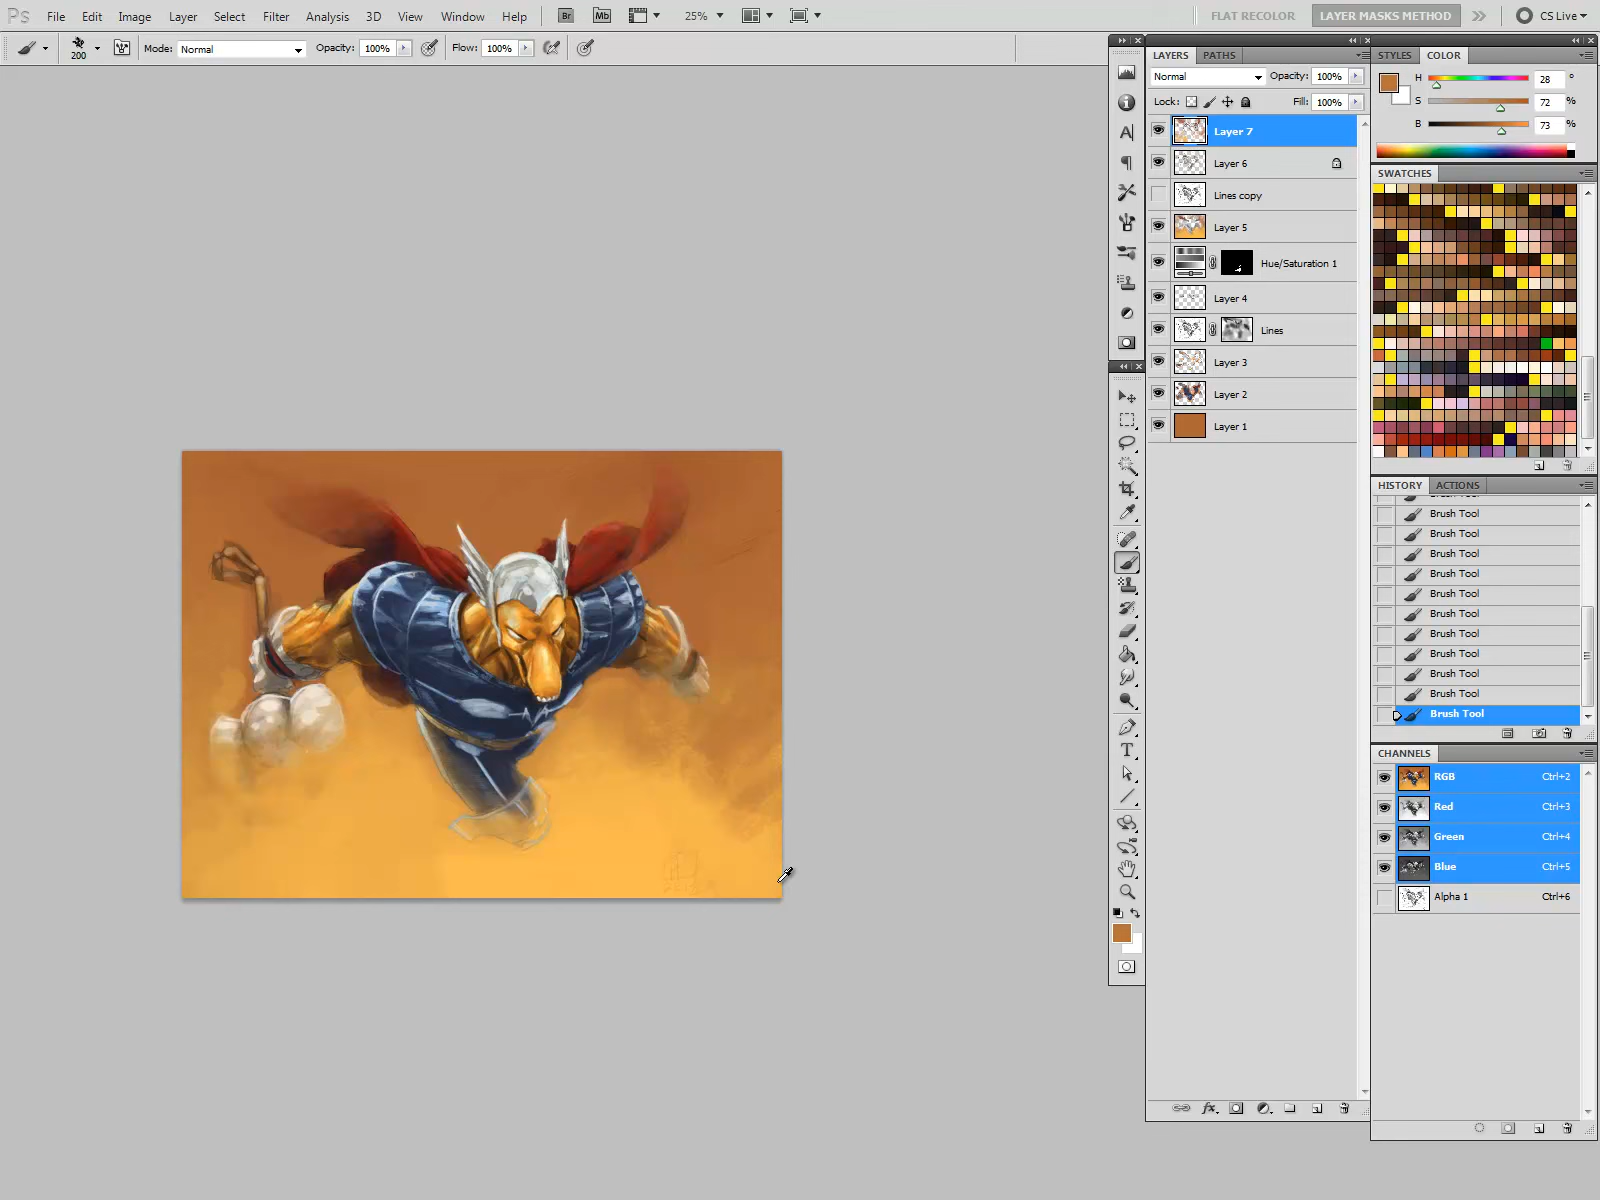 Ps File Edit Image Layer Select Filter Analysis 3D View Window Help Br Mb 25% FLAT RECOLOR LAYER MASKS METHOD CS Live
200 Mode: Normal Opacity: 100% Flow: 100%
LAYERS PATHS
Normal Opacity: 100%
Lock: Fill: 100%
Layer 7
Layer 6
Lines copy
Layer 5
Hue/Saturation 1
Layer 4
Lines
Layer 3
Layer 2
Layer 1
fx
STYLES COLOR
H 28 °
S 72 %
B 73 %
SWATCHES
HISTORY ACTIONS
Brush Tool
Brush Tool
Brush Tool
Brush Tool
Brush Tool
Brush Tool
Brush Tool
Brush Tool
Brush Tool
Brush Tool
Brush Tool
CHANNELS
RGB Ctrl+2
Red Ctrl+3
Green Ctrl+4
Blue Ctrl+5
Alpha 1 Ctrl+6